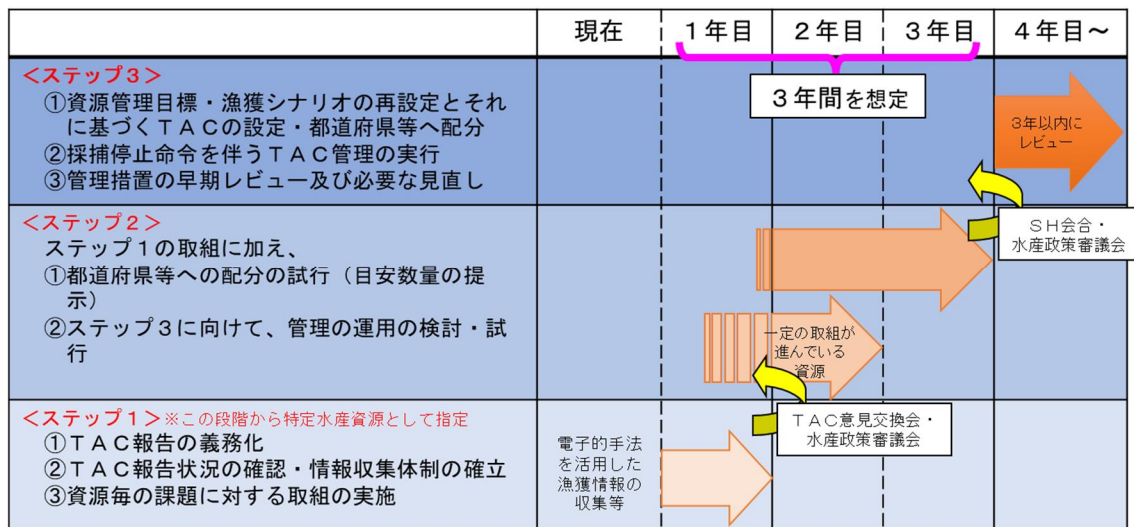 現在
1年目
2年目
3年目
4年目～
3年間を想定
＜ステップ3＞
①資源管理目標・漁獲シナリオの再設定とそれ
に基づくTACの設定・都道府県等へ配分
②採捕停止命令を伴うTAC管理の実行
③管理措置の早期レビュー及び必要な見直し
3年以内に
レビュー
SH会合・
水産政策審議会
＜ステップ2＞
ステップ1の取組に加え、
①都道府県等への配分の試行（目安数量の提
示）
②ステップ3に向けて、管理の運用の検討・試
行
一定の取組が
進んでいる
資源
TAC意見交換会・
水産政策審議会
＜ステップ1＞※この段階から特定水産資源として指定
①TAC報告の義務化
②TAC報告状況の確認・情報収集体制の確立
③資源毎の課題に対する取組の実施
電子的手法
を活用した
漁獲情報の
収集等